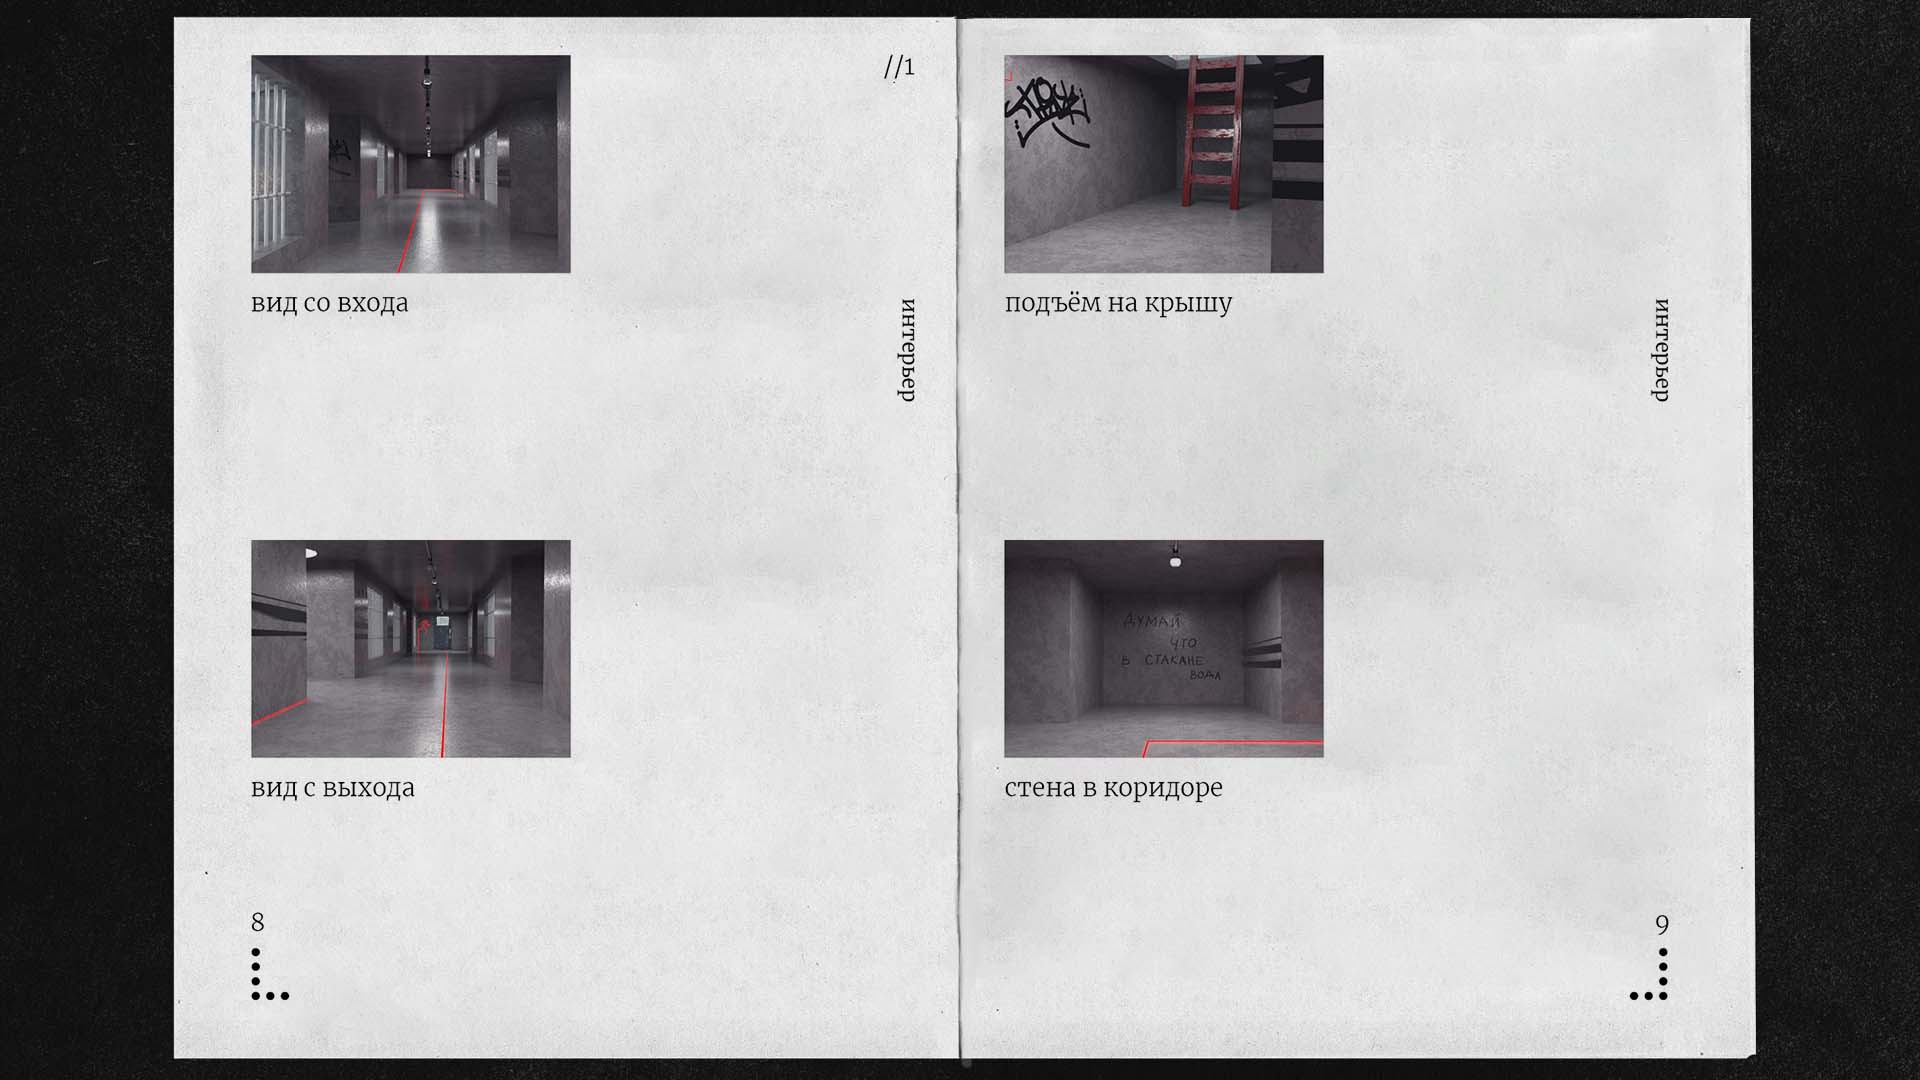 //1
вид со входа
интерьер
вид с выхода
8
подъём на крышу
интерьер
ДУМАЙ
ЧТО
В СТАКАНЕ
ВОДА
стена в коридоре
9